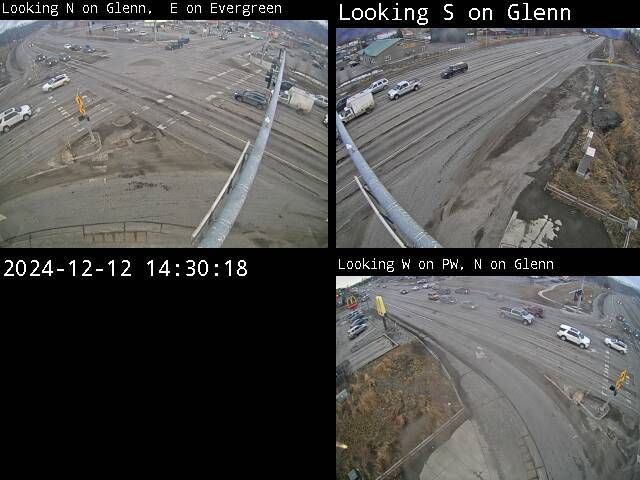 Looking N on Glenn,  E on Evergreen
Looking S on Glenn
2024-12-12 14:30:18
Looking W on PW, N on Glenn